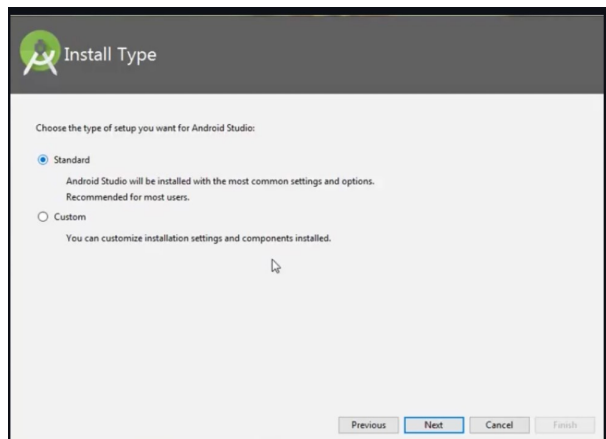 Install Type
Choose the type of setup you want for Android Studio:
Standard
Android Studio will be installed with the most common settings and options.
Recommended for most users.
Custom
You can customize installation settings and components installed.
Previous Next Cancel Finish